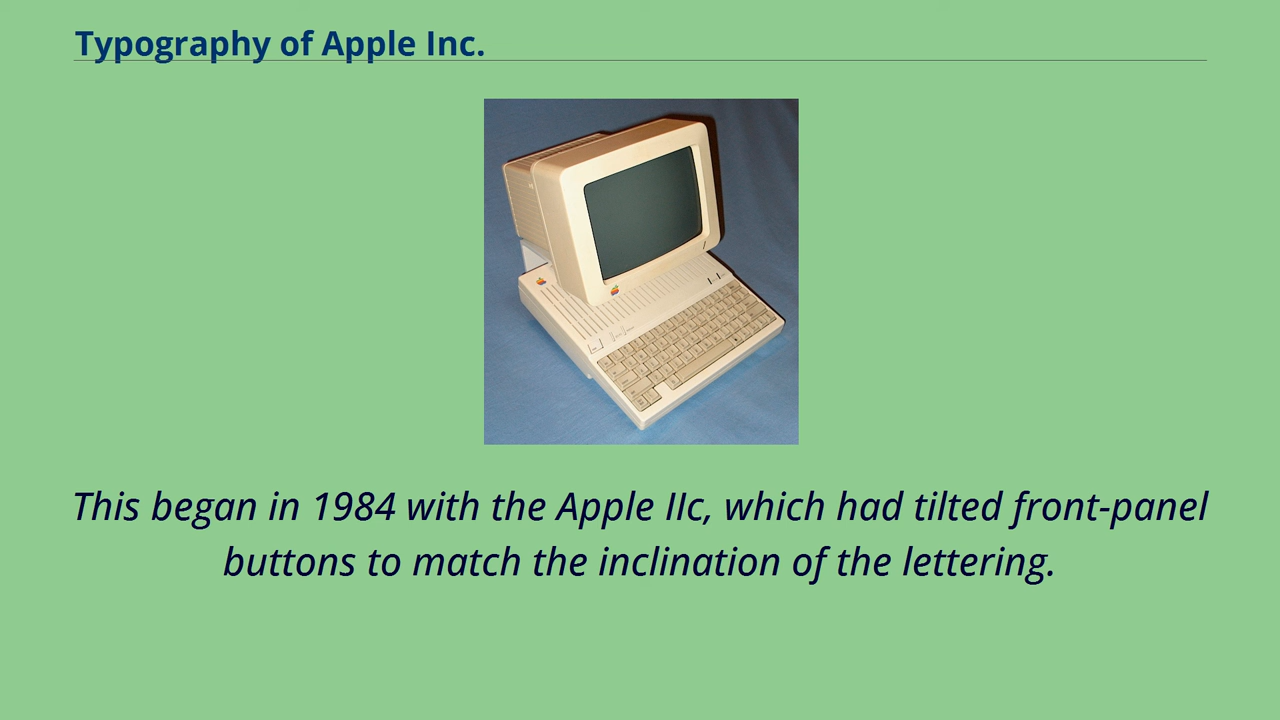 Typography of Apple Inc.
This began in 1984 with the Apple IIc, which had tilted front-panel
buttons to match the inclination of the lettering.